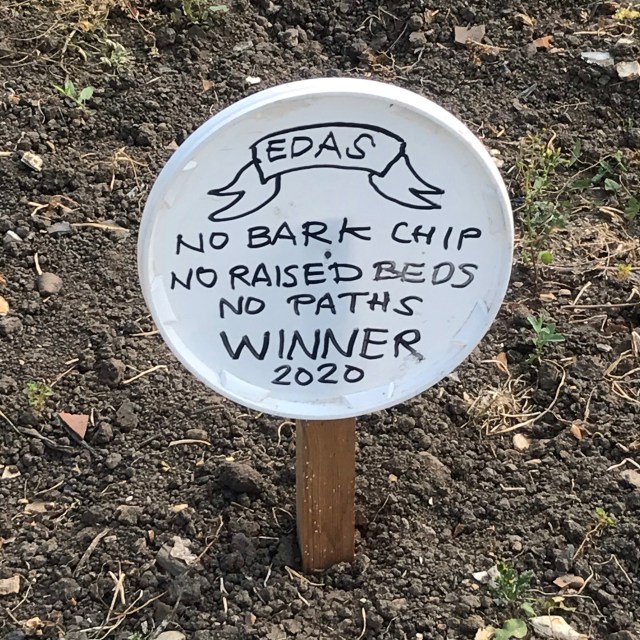 EDAS
NO BARK CHIP
NO RAISED BEDS
NO PATHS
WINNER
2020